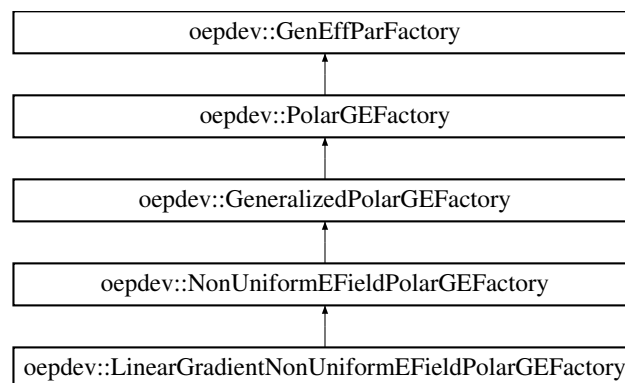 oepdev::GenEffParFactory
oepdev::PolarGEFactory
oepdev::GeneralizedPolarGEFactory
oepdev::NonUniformEFieldPolarGEFactory
oepdev::LinearGradientNonUniformEFieldPolarGEFactory